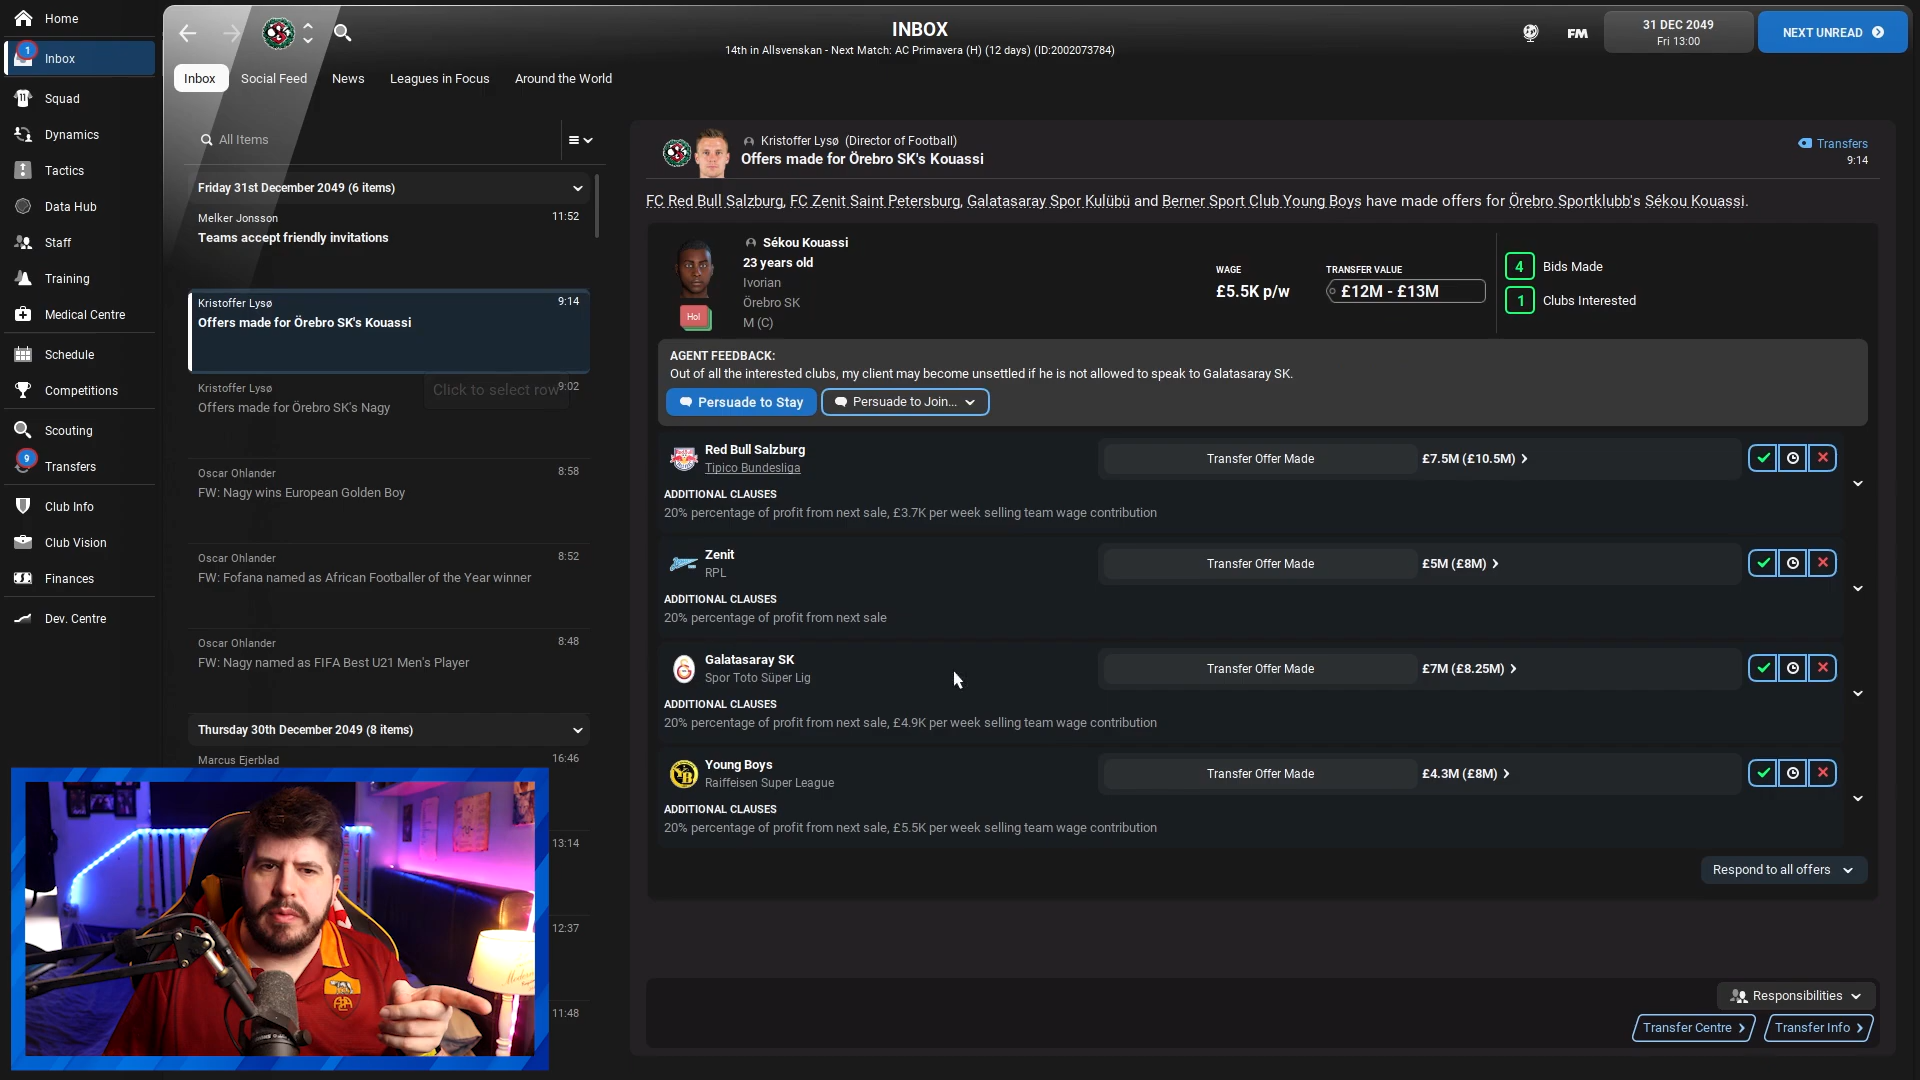 Home
Inbox
1
Squad
Dynamics
Tactics
Data Hub
Staff
Training
Medical Centre
Schedule
Competitions
Scouting
9
Transfers
Club Info
Club Vision
Finances
Dev. Centre
INBOX
14th in Allsvenskan - Next Match: AC Primavera (H) (12 days) (ID:2002073784)
FM
31 DEC 2049
Fri 13:00
NEXT UNREAD
Inbox
Social Feed
News
Leagues in Focus
Around the World
All Items
Friday 31st December 2049 (6 items)
Melker Jonsson 11:52
Teams accept friendly invitations
Kristoffer Lysø 9:14
Offers made for Örebro SK's Kouassi
Kristoffer Lysø 9:02
Click to select row
Offers made for Örebro SK's Nagy
Oscar Ohlander 8:58
FW: Nagy wins European Golden Boy
Oscar Ohlander 8:52
FW: Fofana named as African Footballer of the Year winner
Oscar Ohlander 8:48
FW: Nagy named as FIFA Best U21 Men's Player
Thursday 30th December 2049 (8 items)
Marcus Ejerblad 16:46
13:14
12:37
11:48
Kristoffer Lysø (Director of Football)
Offers made for Örebro SK's Kouassi
Transfers
9:14
FC Red Bull Salzburg, FC Zenit Saint Petersburg, Galatasaray Spor Kulübü and Berner Sport Club Young Boys have made offers for Örebro Sportklubb's Sékou Kouassi.
Sékou Kouassi
23 years old
Ivorian
Örebro SK
M (C)
Hol
WAGE
£5.5K p/w
TRANSFER VALUE
£12M - £13M
4 Bids Made
1 Clubs Interested
AGENT FEEDBACK:
Out of all the interested clubs, my client may become unsettled if he is not allowed to speak to Galatasaray SK.
Persuade to Stay
Persuade to Join...
Red Bull Salzburg
Tipico Bundesliga
Transfer Offer Made
£7.5M (£10.5M)
ADDITIONAL CLAUSES
20% percentage of profit from next sale, £3.7K per week selling team wage contribution
Zenit
RPL
Transfer Offer Made
£5M (£8M)
ADDITIONAL CLAUSES
20% percentage of profit from next sale
Galatasaray SK
Spor Toto Süper Lig
Transfer Offer Made
£7M (£8.25M)
ADDITIONAL CLAUSES
20% percentage of profit from next sale, £4.9K per week selling team wage contribution
Young Boys
Raiffeisen Super League
Transfer Offer Made
£4.3M (£8M)
ADDITIONAL CLAUSES
20% percentage of profit from next sale, £5.5K per week selling team wage contribution
Respond to all offers
Responsibilities
Transfer Centre
Transfer Info